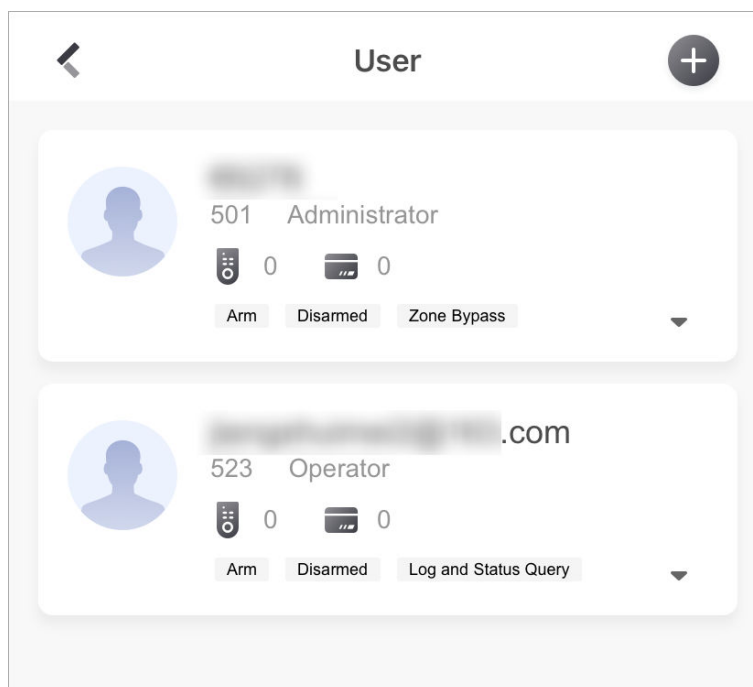 User
501 Administrator
0 0
Arm Disarmed Zone Bypass
.com
523 Operator
0 0
Arm Disarmed Log and Status Query